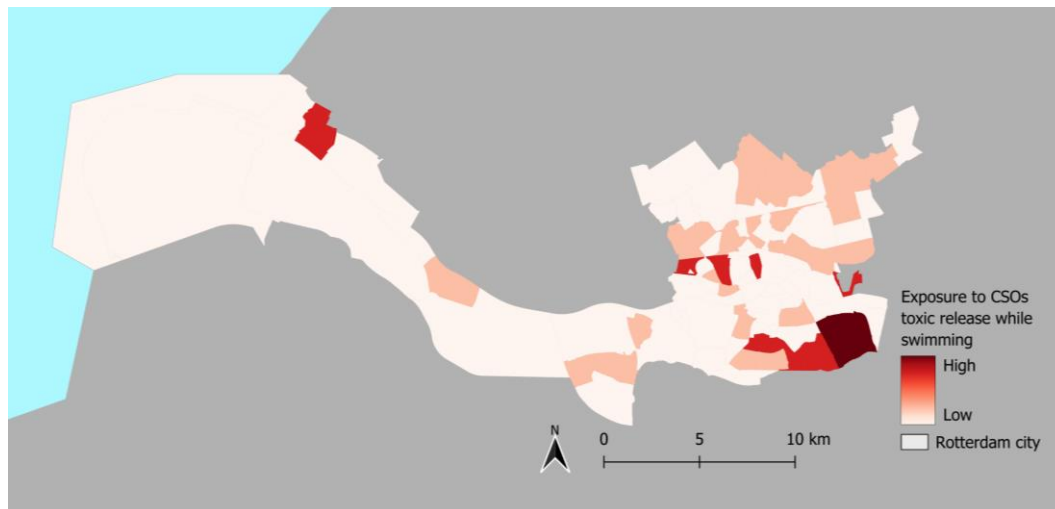 Exposure to CSOs
toxic release while
swimming
High
Low
Rotterdam city
N
0 5 10 km